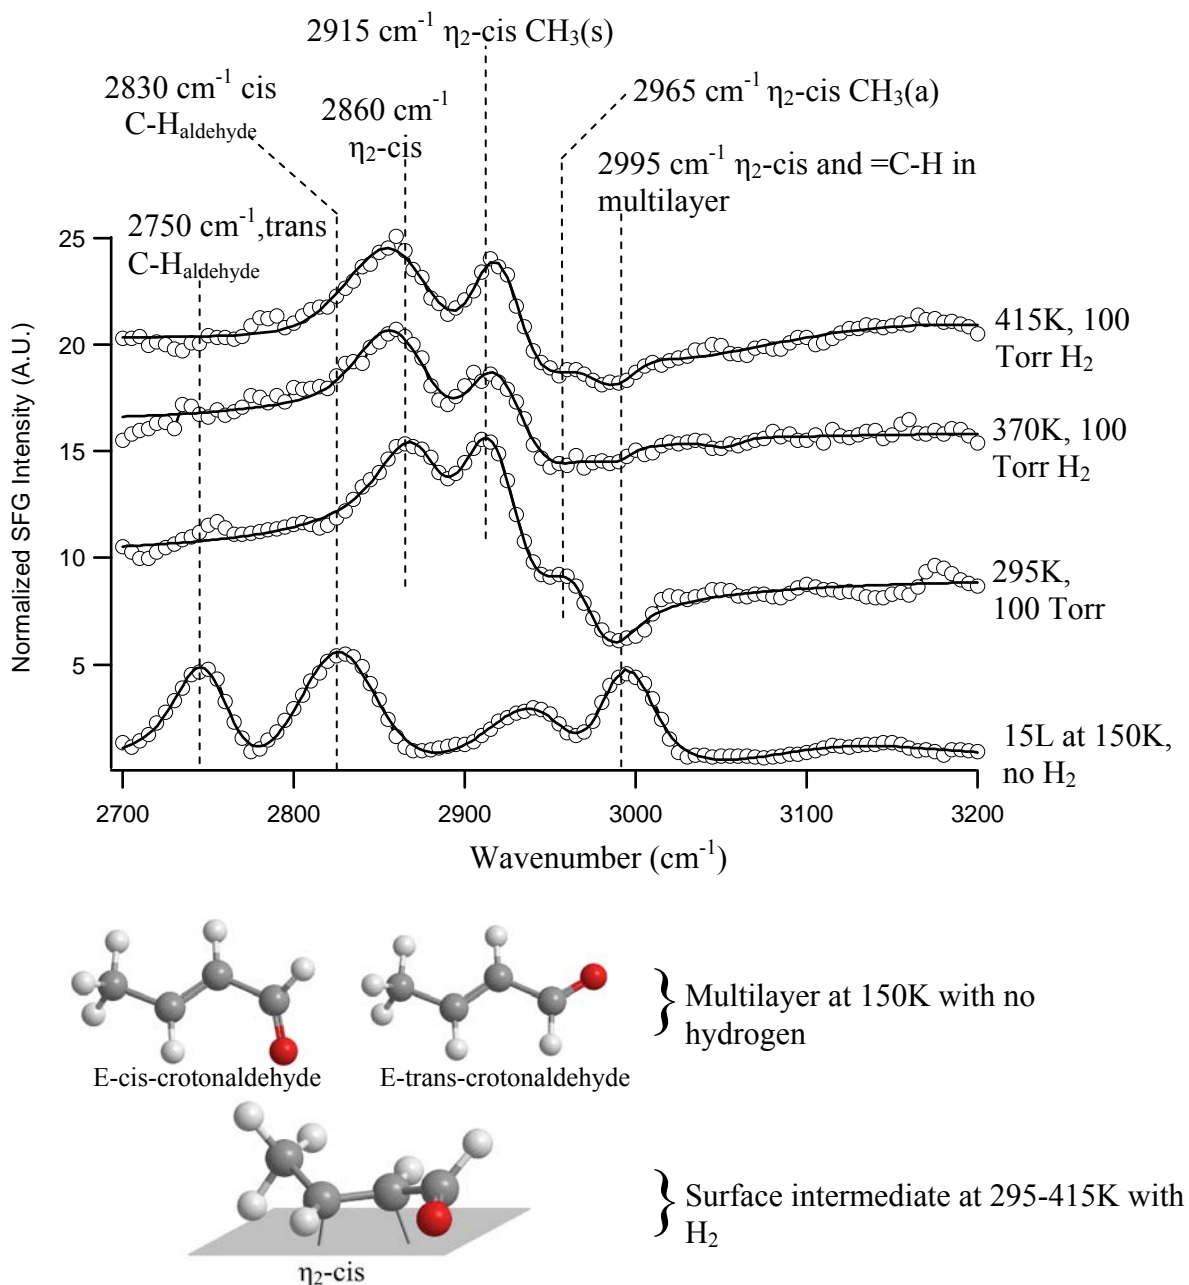 2915 cm⁻¹ η₂-cis CH₃(s)
2830 cm⁻¹ cis
C-Hₐₗdₑₕydₑ
2860 cm⁻¹
η₂-cis
2965 cm⁻¹ η₂-cis CH₃(a)
2995 cm⁻¹ η₂-cis and =C-H in
multilayer
2750 cm⁻¹,trans
C-Hₐₗdₑₕydₑ
Normalized SFG Intensity (A.U.)
25
20
15
10
5
415K, 100
Torr H₂
370K, 100
Torr H₂
295K,
100 Torr
15L at 150K,
no H₂
2700 2800 2900 3000 3100 3200
Wavenumber (cm⁻¹)
E-cis-crotonaldehyde
E-trans-crotonaldehyde
} Multilayer at 150K with no
hydrogen
} Surface intermediate at 295-415K with
H₂
η₂-cis